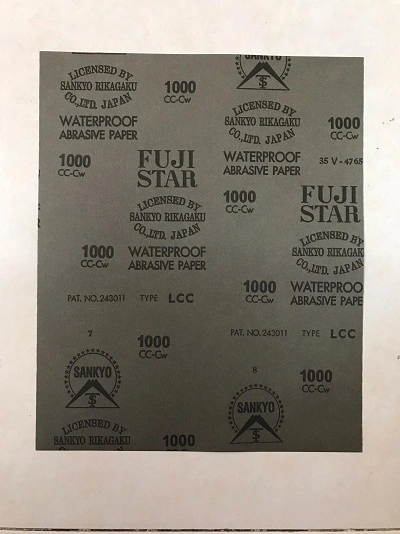 LICENSED BY
SANKYO RIKAGAKU
CO.,LTD. JAPAN
1000
CC-Cw
WATERPROOF
ABRASIVE PAPER
1000
CC-Cw
FUJI
STAR
LICENSED BY
SANKYO RIKAGAKU
CO.,LTD. JAPAN
1000
CC-Cw
WATERPROOF
ABRASIVE PAPER
PAT. NO.243011 TYPE LCC
7
1000
CC-Cw
SANKYO
LICENSED BY
SANKYO RIKAGAKU
1000
SANKYO
LICENSED BY
SANKYO RIKAGAKU
CO.,LTD. JAPAN
1000
CC-Cw
WATERPROOF
ABRASIVE PAPER
35 V-4765
1000
CC-Cw
FUJI
STAR
LICENSED BY
SANKYO RIKAGAKU
CO.,LTD. JAPAN
1000
CC-Cw
WATERPROO
ABRASIVE PAPE
PAT. NO.243011 TYPE LCC
8
1000
CC-Cw
SANKYO